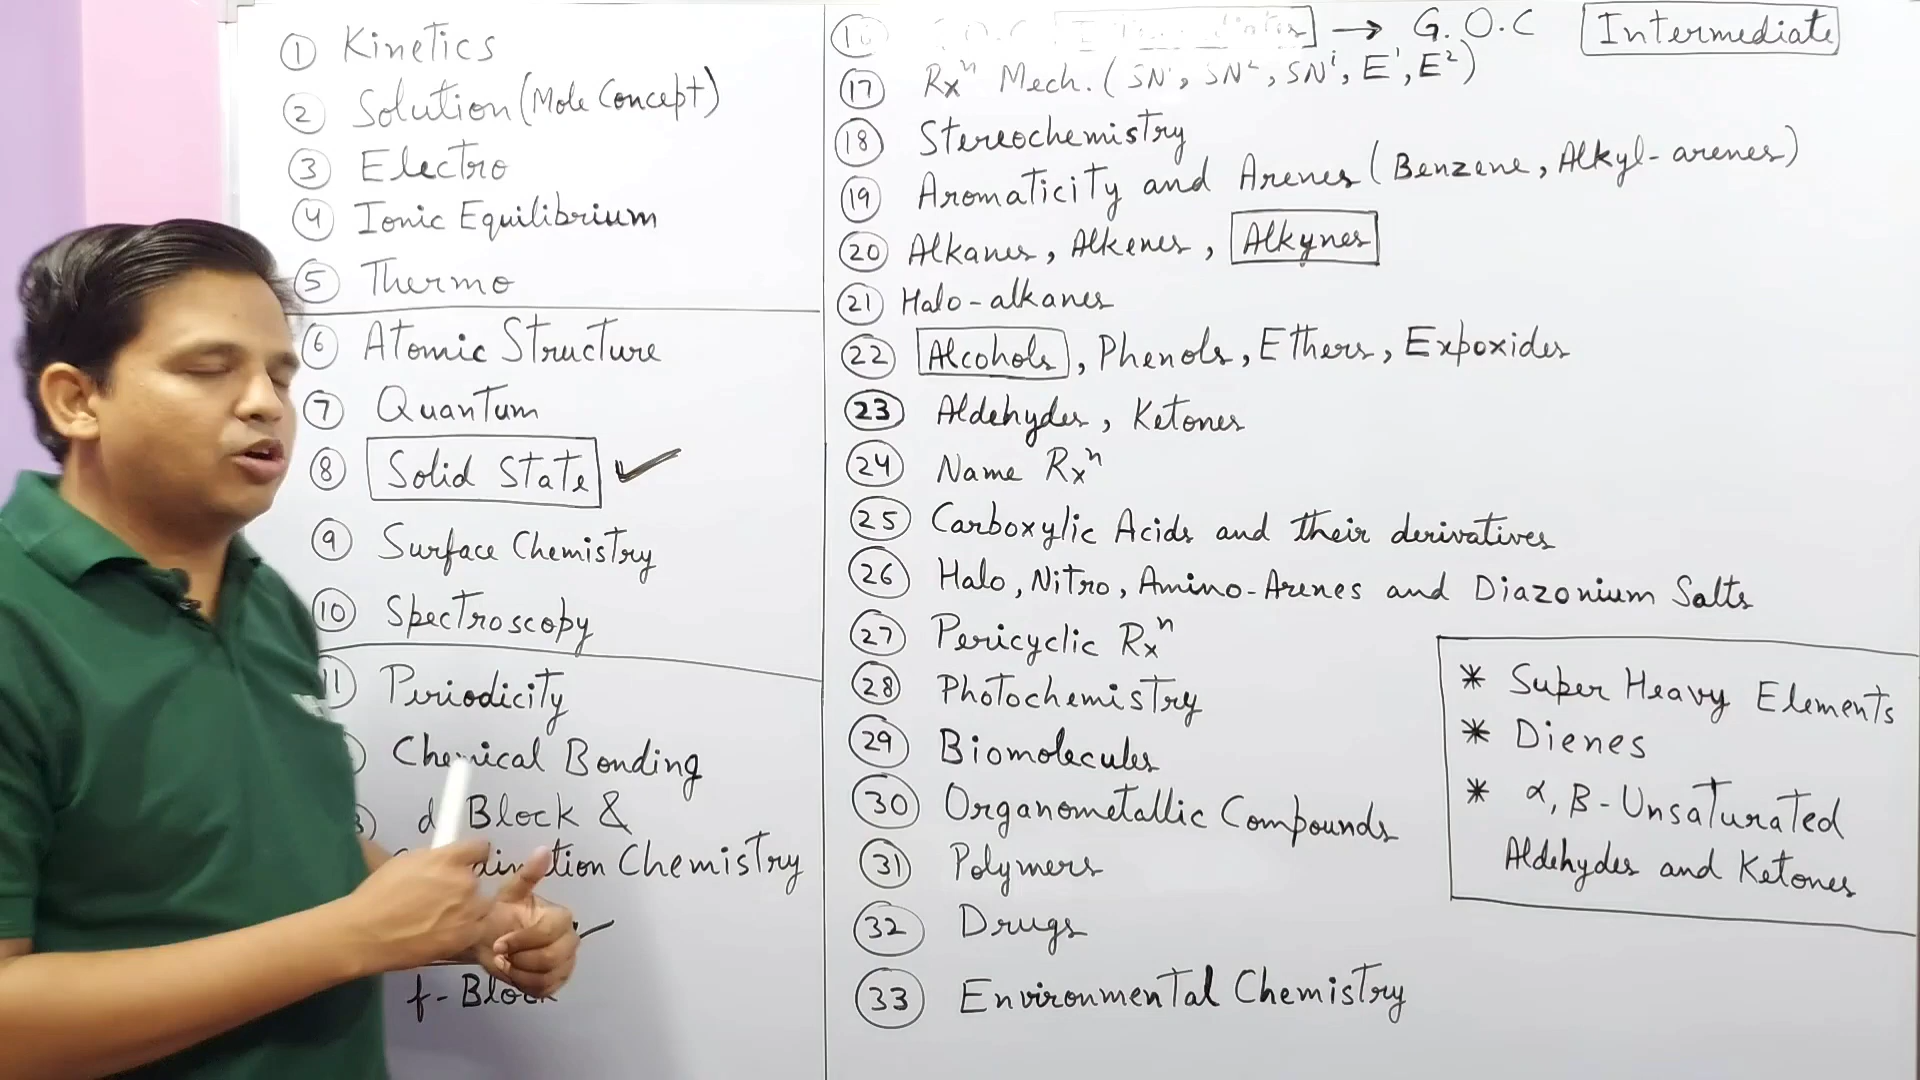 1 Kinetics
2 Solution (Mole Concept)
3 Electro
4 Ionic Equilibrium
5 Thermo
6 Atomic Structure
7 Quantum
8 Solid State ✓
9 Surface Chemistry
10 Spectroscopy
11 Periodicity
Chemical Bonding
d Block &
Chemistry
f-Block
16 → G.O.C Intermediate
17 Rxⁿ Mech. (SN¹, SN², SNⁱ, E¹, E²)
18 Stereochemistry
19 Aromaticity and Arenes (Benzene, Alkyl-arenes)
20 Alkanes, Alkenes, Alkynes
21 Halo-alkanes
22 Alcohols, Phenols, Ethers, Expoxides
23 Aldehydes, Ketones
24 Name Rxⁿ
25 Carboxylic Acids and their derivatives
26 Halo, Nitro, Amino-Arenes and Diazonium Salts
27 Pericyclic Rxⁿ
28 Photochemistry
29 Biomolecules
30 Organometallic Compounds
31 Polymers
32 Drugs
33 Environmental Chemistry
* Super Heavy Elements
* Dienes
* α, β-Unsaturated
Aldehydes and Ketones